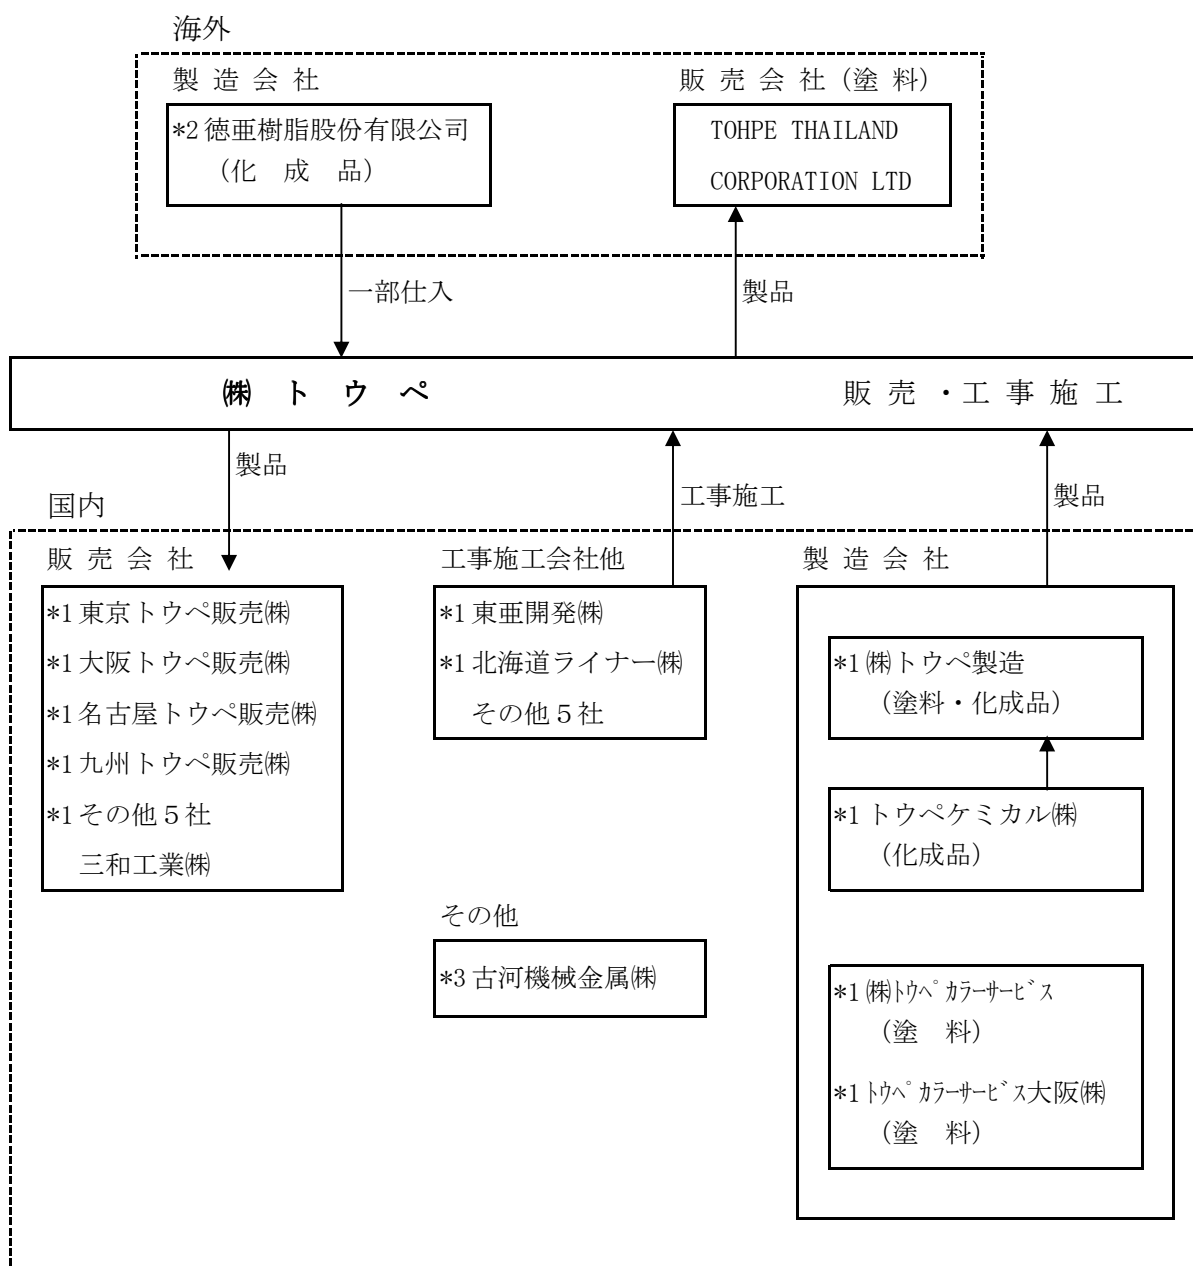 海外
製造会社
*2 徳亜樹脂股份有限公司
(化 成 品)
販売会社(塗料)
TOHPE THAILAND
CORPORATION LTD
一部仕入
製品
㈱ トウペ
販売・工事施工
製品
工事施工
製品
国内
販売会社
*1 東京トウペ販売㈱
*1 大阪トウペ販売㈱
*1 名古屋トウペ販売㈱
*1 九州トウペ販売㈱
*1 その他５社
三和工業㈱
工事施工会社他
*1 東亜開発㈱
*1 北海道ライナー㈱
その他５社
その他
*3 古河機械金属㈱
製造会社
*1 ㈱トウペ製造
(塗料・化成品)
*1 トウペケミカル㈱
(化成品)
*1 ㈱ﾄｳﾍﾟｶﾗｰｻｰﾋﾞｽ
(塗 料)
*1 ﾄｳﾍﾟｶﾗｰｻｰﾋﾞｽ大阪㈱
(塗 料)